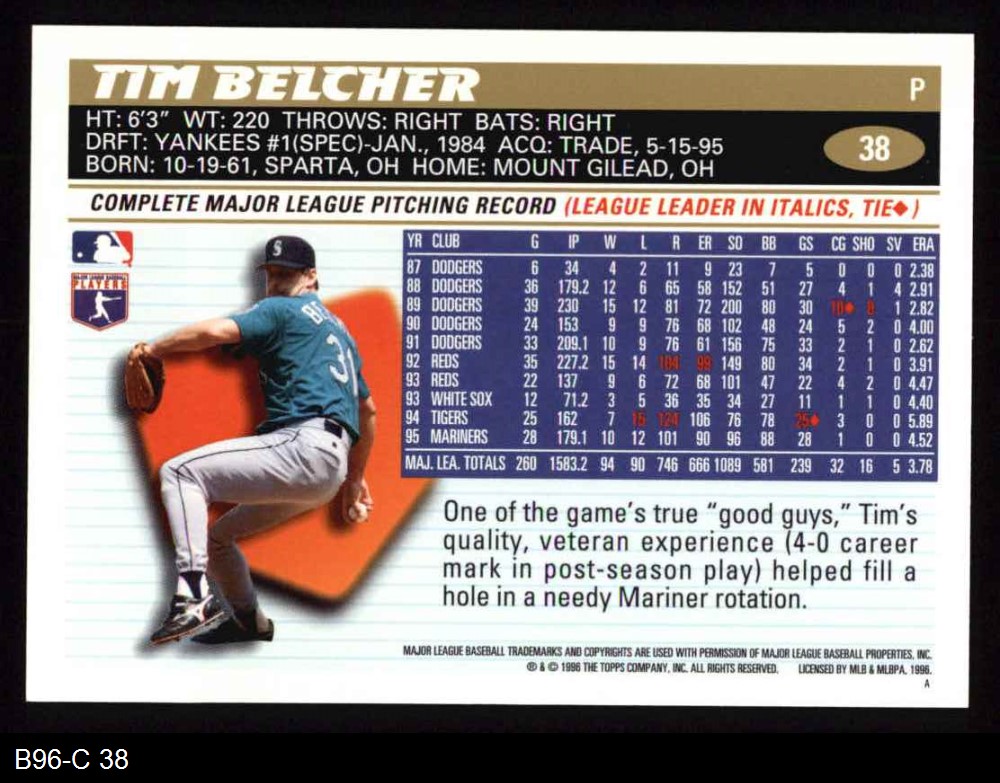 TIM BELCHER
P
HT: 6'3" WT: 220 THROWS: RIGHT BATS: RIGHT
DRFT: YANKEES #1(SPEC)-JAN., 1984 ACQ: TRADE, 5-15-95
BORN: 10-19-61, SPARTA, OH HOME: MOUNT GILEAD, OH
38
COMPLETE MAJOR LEAGUE PITCHING RECORD (LEAGUE LEADER IN ITALICS, TIE♦)
YR CLUB G IP W L R ER SO BB GS CG SHO SV ERA
87 DODGERS 6 34 4 2 11 9 23 7 5 0 0 0 2.38
88 DODGERS 36 179.2 12 6 65 58 152 51 27 4 1 4 2.91
89 DODGERS 39 230 15 12 81 72 200 80 30 10♦ 8 1 2.82
90 DODGERS 24 153 9 9 76 68 102 48 24 5 2 0 4.00
91 DODGERS 33 209.1 10 9 76 61 156 75 33 2 1 0 2.62
92 REDS 35 227.2 15 14 104 99 149 80 34 2 1 0 3.91
93 REDS 22 137 9 6 72 68 101 47 22 4 2 0 4.47
93 WHITE SOX 12 71.2 3 5 36 35 34 27 11 1 1 0 4.40
94 TIGERS 25 162 7 15 124 106 76 78 25♦ 3 0 0 5.89
95 MARINERS 28 179.1 10 12 101 90 96 88 28 1 0 0 4.52
MAJ. LEA. TOTALS 260 1583.2 94 90 746 666 1089 581 239 32 16 5 3.78
MAJOR LEAGUE BASEBALL
PLAYERS
S
31
One of the game's true "good guys," Tim's
quality, veteran experience (4-0 career
mark in post-season play) helped fill a
hole in a needy Mariner rotation.
MAJOR LEAGUE BASEBALL TRADEMARKS AND COPYRIGHTS ARE USED WITH PERMISSION OF MAJOR LEAGUE BASEBALL PROPERTIES, INC.
® & © 1996 THE TOPPS COMPANY, INC. ALL RIGHTS RESERVED. LICENSED BY MLB & MLBPA, 1996.
A
B96-C 38